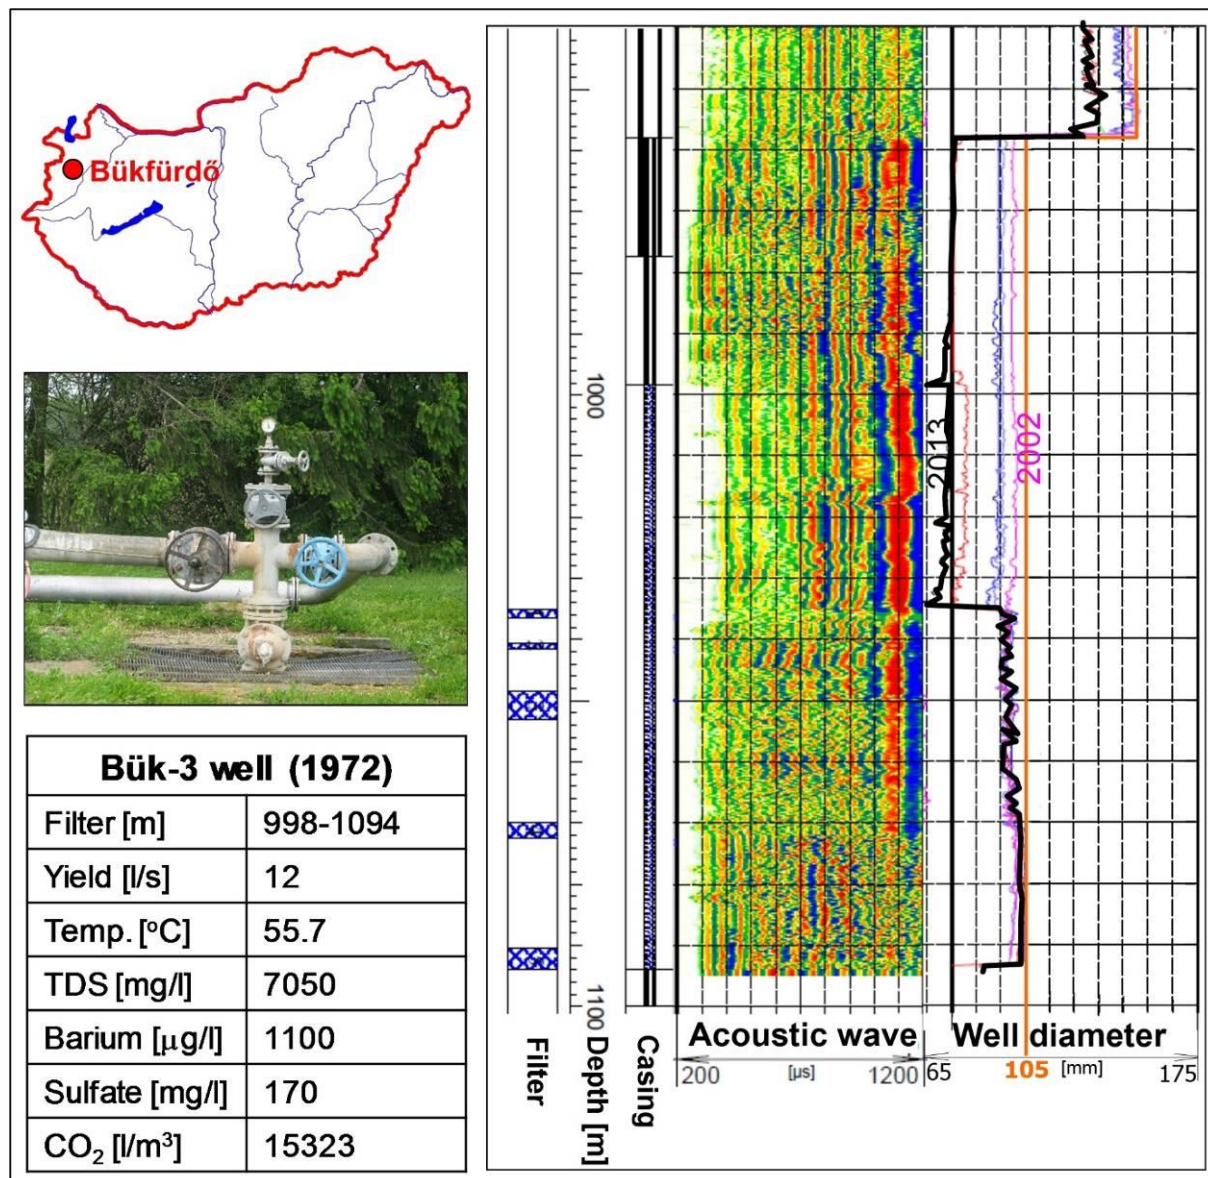 Bükfürdő
Bük-3 well (1972)
Filter [m] 998-1094
Yield [l/s] 12
Temp. [°C] 55.7
TDS [mg/l] 7050
Barium [µg/l] 1100
Sulfate [mg/l] 170
CO₂ [l/m³] 15323
1000
2013
2002
1100
Filter
Depth [m]
Casing
Acoustic wave
200 [µs] 1200
Well diameter
65 105 [mm] 175